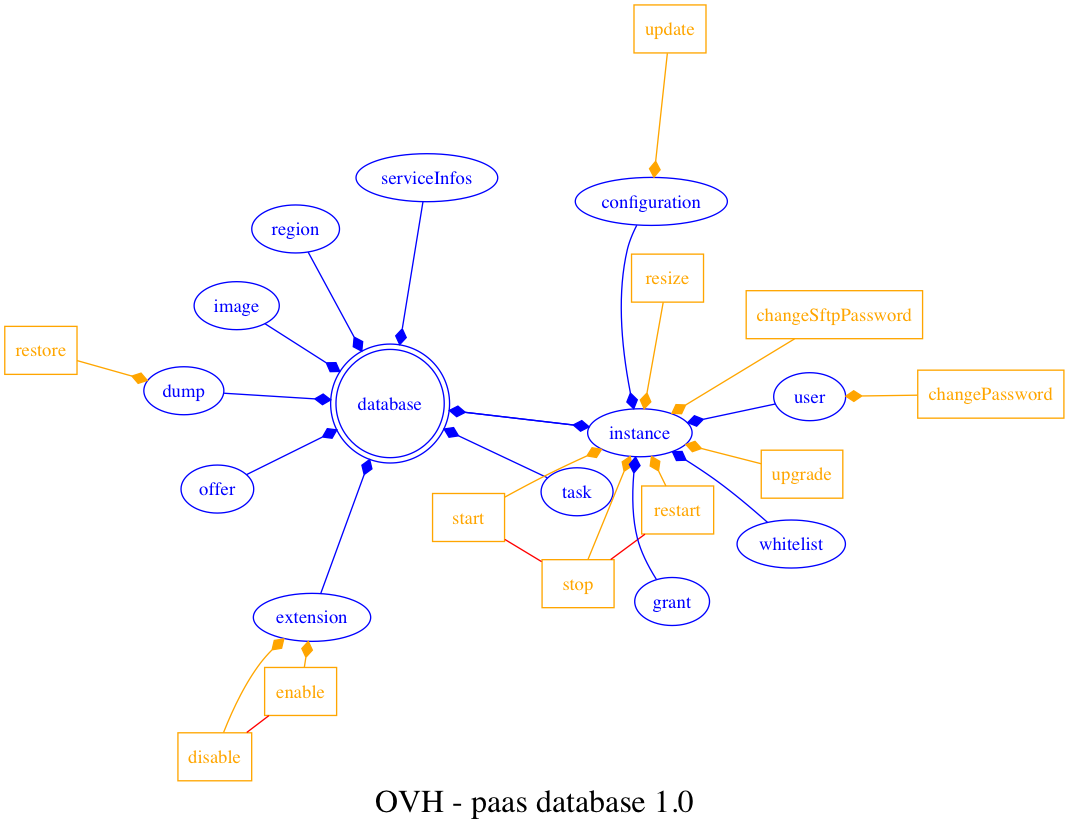 update
serviceInfos
configuration
region
resize
image
changeSftpPassword
restore
dump
user
changePassword
database
instance
upgrade
offer
task
start
restart
whitelist
stop
grant
extension
enable
disable
OVH - paas database 1.0